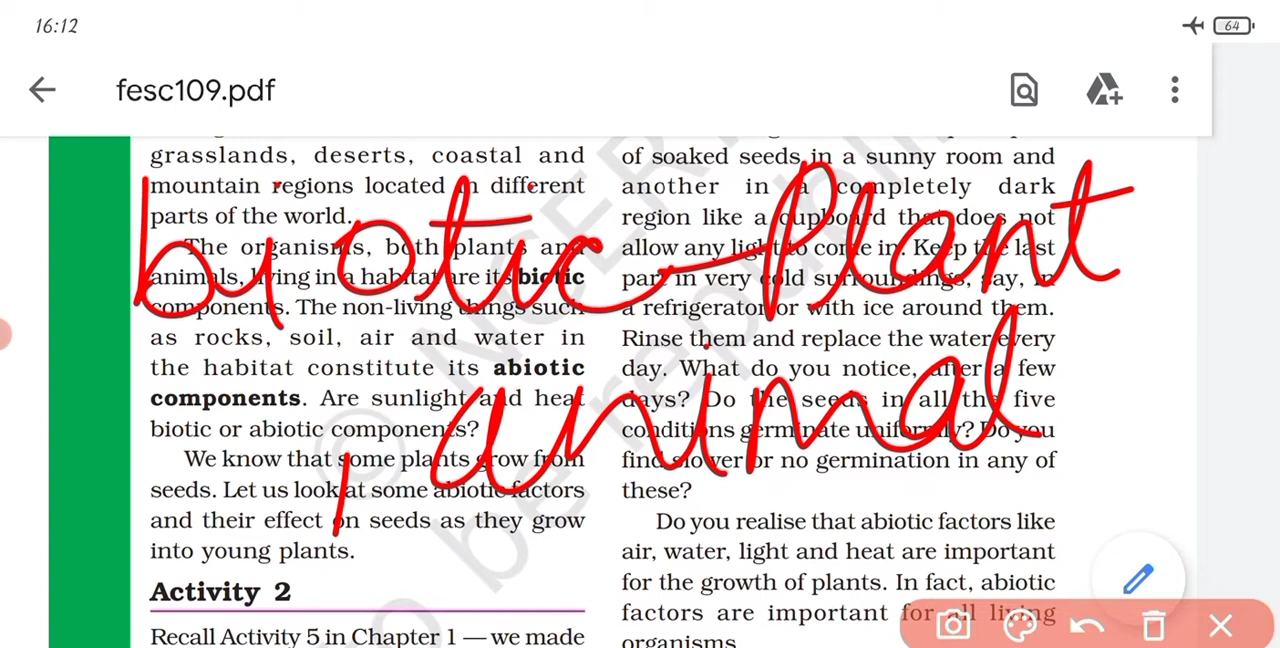 16:12
64
fesc109.pdf
grasslands, deserts, coastal and
mountain regions located in different
parts of the world.
The organisms, both plants and
animals, living in a habitat are its biotic
components. The non-living things such
as rocks, soil, air and water in
the habitat constitute its abiotic
components. Are sunlight and heat
biotic or abiotic components?
We know that some plants grow from
seeds. Let us look at some abiotic factors
and their effect on seeds as they grow
into young plants.
Activity 2
Recall Activity 5 in Chapter 1 — we made
of soaked seeds in a sunny room and
another in a completely dark
region like a cupboard that does not
allow any light to come in. Keep the last
part in very cold surroundings, say, in
a refrigerator or with ice around them.
Rinse them and replace the water every
day. What do you notice, after a few
days? Do the seeds in all the five
conditions germinate uniformly? Do you
find slower or no germination in any of
these?
Do you realise that abiotic factors like
air, water, light and heat are important
for the growth of plants. In fact, abiotic
factors are important for all living
organisms.
biotic - Plant
, animal
© NCER
be republi